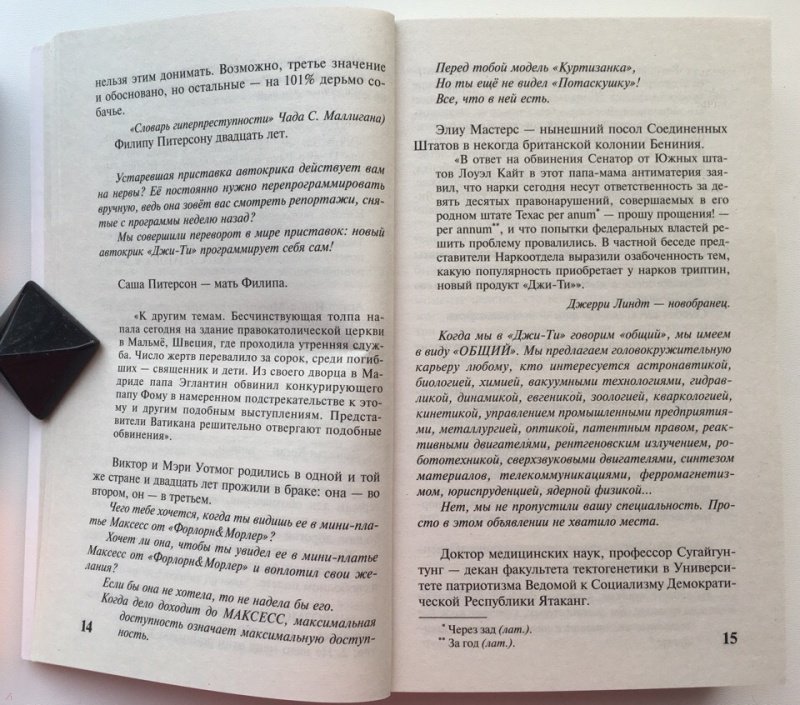 нельзя этим донимать. Возможно, третье значение
и обосновано, но остальные — на 101% дерьмо со-
бачье.
«Словарь гиперпреступности» Чада С. Маллигана)
Филипу Питерсону двадцать лет.
Устаревшая приставка автокрика действует вам
на нервы? Её постоянно нужно перепрограммировать
вручную, ведь она зовёт вас смотреть репортажи, сня-
тые с программы неделю назад?
Мы совершили переворот в мире приставок: новый
автокрик «Джи-Ти» программирует себя сам!
Саша Питерсон — мать Филипа.
«К другим темам. Бесчинствующая толпа на-
пала сегодня на здание правокатолической церкви
в Мальмё, Швеция, где проходила утренняя служ-
ба. Число жертв перевалило за сорок, среди погиб-
ших — священник и дети. Из своего дворца в Ма-
дриде папа Эглантин обвинил конкурирующего
папу Фому в намеренном подстрекательстве к это-
му и другим подобным выступлениям. Предста-
вители Ватикана решительно отвергают подобные
обвинения».
Виктор и Мэри Уотмог родились в одной и той
же стране и двадцать лет прожили в браке: она — во
втором, он — в третьем.
Чего тебе хочется, когда ты видишь ее в мини-пла-
тье Максесс от «Форлорн&Морлер»?
Хочет ли она, чтобы ты увидел ее в мини-платье
Максесс от «Форлорн&Морлер» и воплотил свои же-
лания?
Если бы она не хотела, то не надела бы его.
Когда дело доходит до МАКСЕСС, максимальная
доступность означает максимальную доступ-
ность.
14
Перед тобой модель «Куртизанка»,
Но ты ещё не видел «Потаскушку»!
Все, что в ней есть.
Элиу Мастерс — нынешний посол Соединенных
Штатов в некогда британской колонии Бениния.
«В ответ на обвинения Сенатор от Южных шта-
тов Лоуэл Кайт в этот папа-мама антиматерия зая-
вил, что нарки сегодня несут ответственность за де-
вять десятых правонарушений, совершаемых в его
родном штате Техас per anum* — прошу прощения! —
per annum**, и что попытки федеральных властей ре-
шить проблему провалились. В частной беседе пред-
ставители Наркоотдела выразили озабоченность тем,
какую популярность приобретает у нарков триптин,
новый продукт «Джи-Ти»».
Джерри Линдт — новобранец.
Когда мы в «Джи-Ти» говорим «общий», мы имеем
в виду «ОБЩИЙ». Мы предлагаем головокружительную
карьеру любому, кто интересуется астронавтикой,
биологией, химией, вакуумными технологиями, гидрав-
ликой, динамикой, евгеникой, зоологией, кваркологией,
кинетикой, управлением промышленными предприятия-
ми, металлургией, оптикой, патентным правом, реак-
тивными двигателями, рентгеновским излучением, ро-
бототехникой, сверхзвуковыми двигателями, синтезом
материалов, телекоммуникациями, ферромагнетиз-
мом, юриспруденцией, ядерной физикой...
Нет, мы не пропустили вашу специальность. Про-
сто в этом объявлении не хватило места.
Доктор медицинских наук, профессор Сугайгун-
тунг — декан факультета тектогенетики в Универси-
тете патриотизма Ведомой к Социализму Демократи-
ческой Республики Ятаканг.
* Через зад (лат.).
** За год (лат.).
15